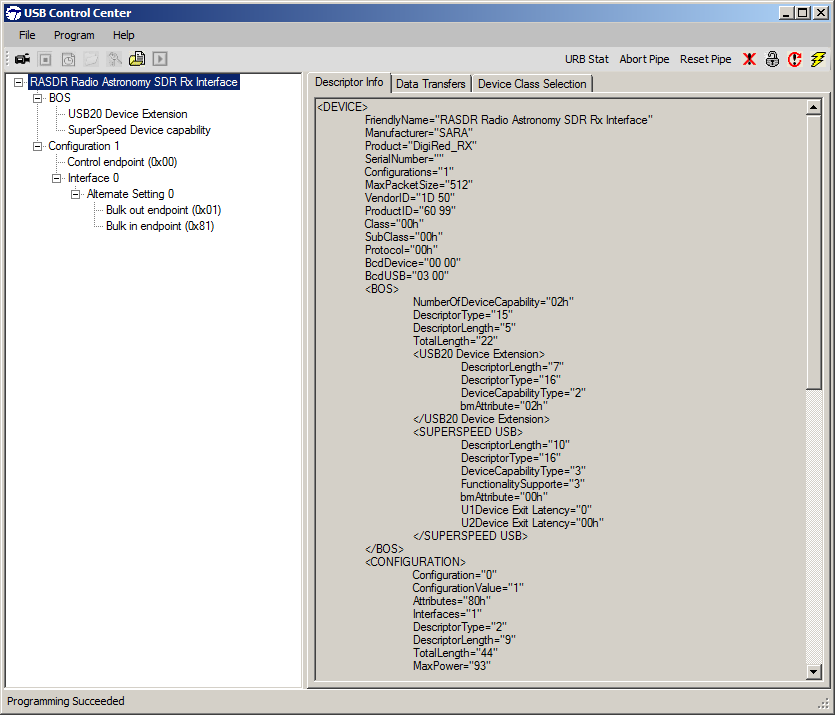 USB Control Center
File Program Help
URB Stat Abort Pipe Reset Pipe
RASDR Radio Astronomy SDR Rx Interface
BOS
USB20 Device Extension
SuperSpeed Device capability
Configuration 1
Control endpoint (0x00)
Interface 0
Alternate Setting 0
Bulk out endpoint (0x01)
Bulk in endpoint (0x81)
Descriptor Info Data Transfers Device Class Selection
<DEVICE>
FriendlyName="RASDR Radio Astronomy SDR Rx Interface"
Manufacturer="SARA"
Product="DigiRed_RX"
SerialNumber=""
Configurations="1"
MaxPacketSize="512"
VendorID="1D 50"
ProductID="60 99"
Class="00h"
SubClass="00h"
Protocol="00h"
BcdDevice="00 00"
BcdUSB="03 00"
<BOS>
NumberOfDeviceCapability="02h"
DescriptorType="15"
DescriptorLength="5"
TotalLength="22"
<USB20 Device Extension>
DescriptorLength="7"
DescriptorType="16"
DeviceCapabilityType="2"
bmAttribute="02h"
</USB20 Device Extension>
<SUPERSPEED USB>
DescriptorLength="10"
DescriptorType="16"
DeviceCapabilityType="3"
FunctionalitySupporte="3"
bmAttribute="00h"
U1Device Exit Latency="0"
U2Device Exit Latency="00h"
</SUPERSPEED USB>
</BOS>
<CONFIGURATION>
Configuration="0"
ConfigurationValue="1"
Attributes="80h"
Interfaces="1"
DescriptorType="2"
DescriptorLength="9"
TotalLength="44"
MaxPower="93"
Programming Succeeded